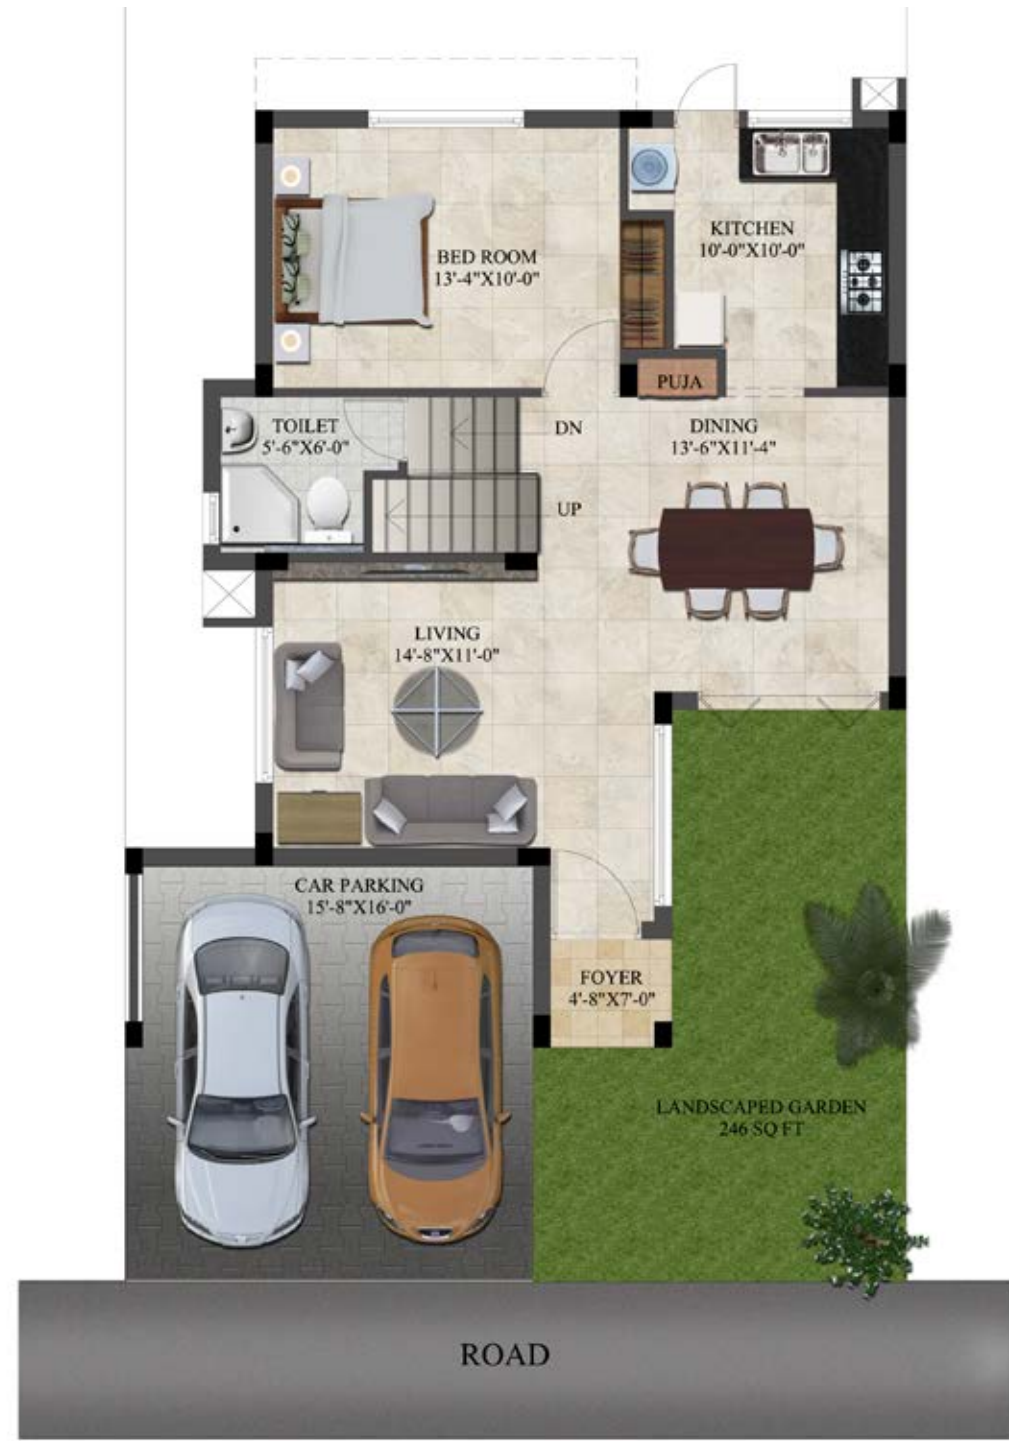 BED ROOM
13'-4"X10'-0"
KITCHEN
10'-0"X10'-0"
PUJA
TOILET
5'-6"X6'-0"
DN
DINING
13'-6"X11'-4"
UP
LIVING
14'-8"X11'-0"
CAR PARKING
15'-8"X16'-0"
FOYER
4'-8"X7'-0"
LANDSCAPED GARDEN
246 SQ FT
ROAD